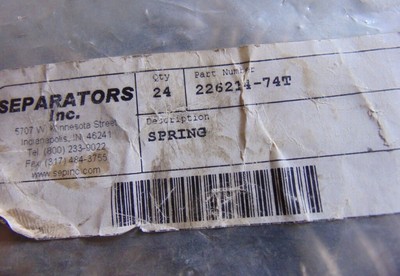 SEPARATORS
Inc.
5707 W. Minnesota Street
Indianapolis, IN 46241
Tel (800) 233-9022
Fax (317) 484-3755
www.sepinc.com
Qty
24
Part Number
226214-74T
Description
SPRING